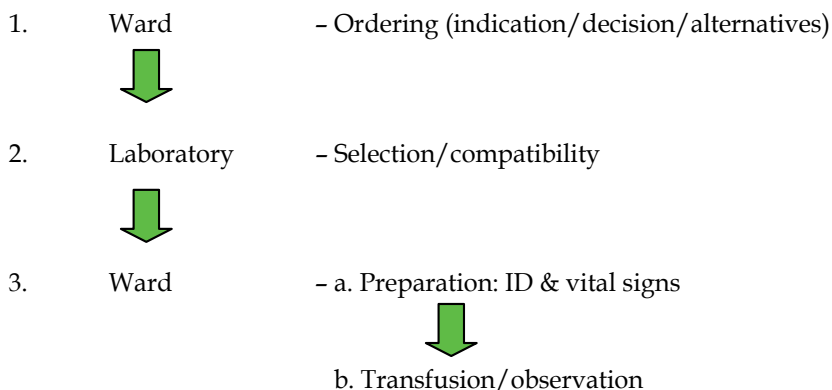 1. Ward – Ordering (indication/decision/alternatives)
2. Laboratory – Selection/compatibility
3. Ward – a. Preparation: ID & vital signs
b. Transfusion/observation